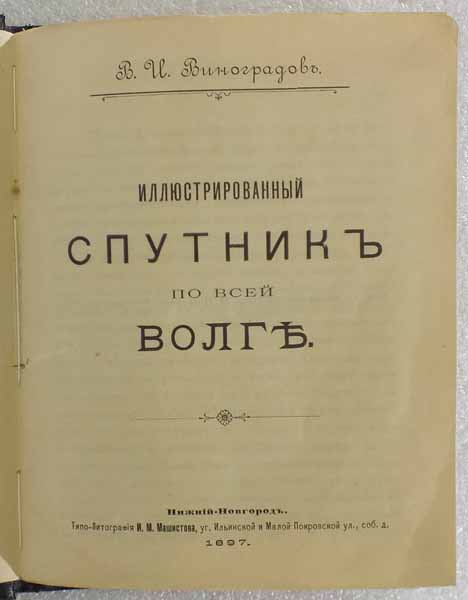 В. И. Виноградовъ.
ИЛЛЮСТРИРОВАННЫЙ
СПУТНИКЪ
ПО ВСЕЙ
ВОЛГѢ.
Нижній-Новгородъ.
Типо-Литографія И. М. Машистова, уг. Ильинской и Малой Покровской ул., соб. д.
1897.